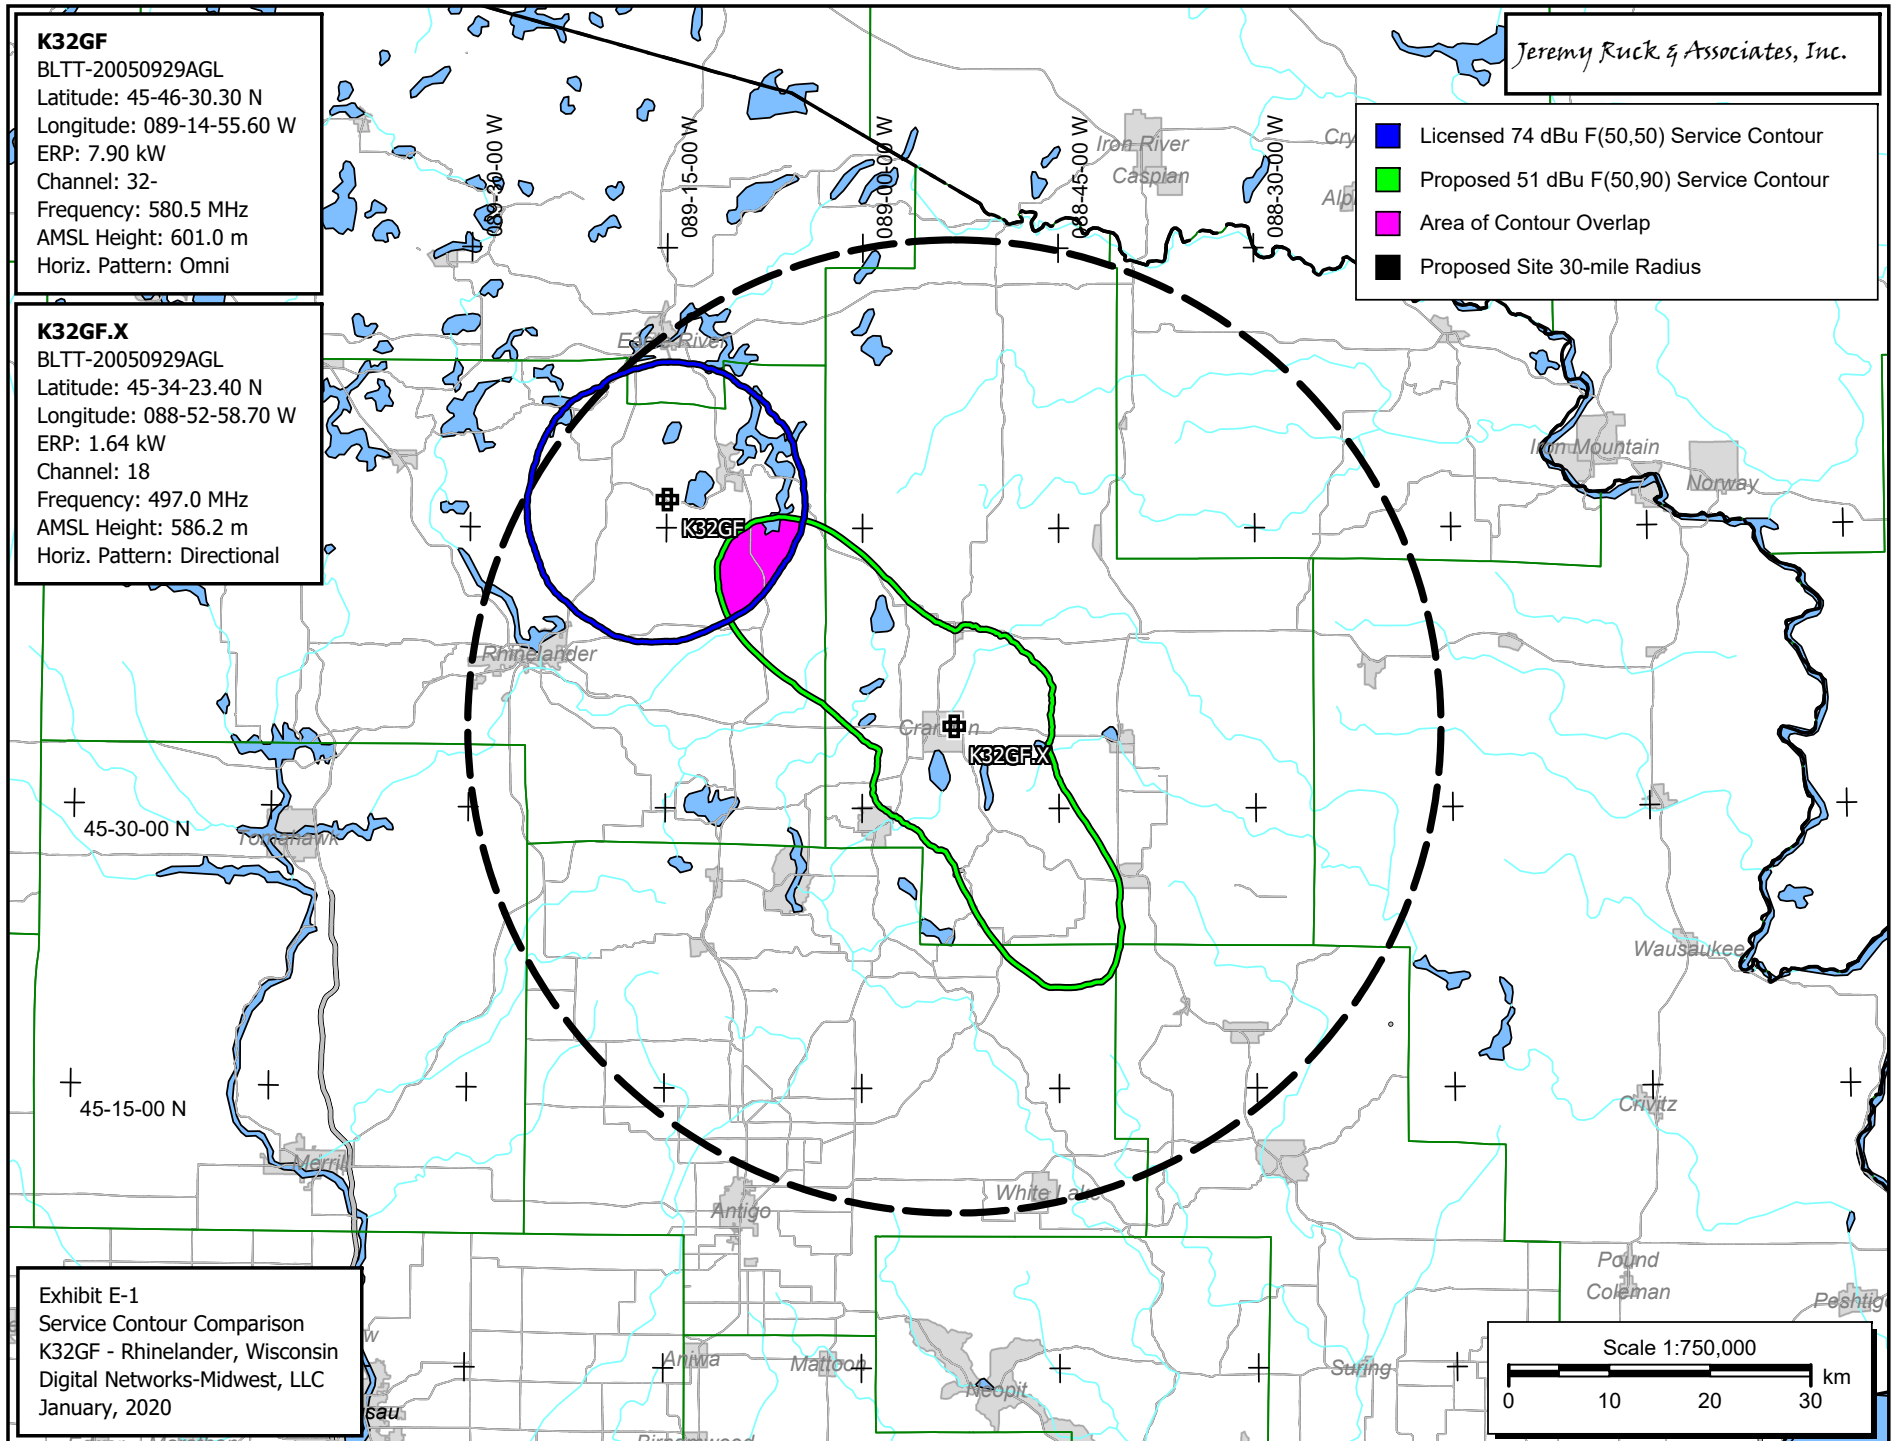 K32GF
BLTT-20050929AGL
Latitude: 45-46-30.30 N
Longitude: 089-14-55.60 W
ERP: 7.90 kW
Channel: 32-
Frequency: 580.5 MHz
AMSL Height: 601.0 m
Horiz. Pattern: Omni
K32GF.X
BLTT-20050929AGL
Latitude: 45-34-23.40 N
Longitude: 088-52-58.70 W
ERP: 1.64 kW
Channel: 18
Frequency: 497.0 MHz
AMSL Height: 586.2 m
Horiz. Pattern: Directional
Jeremy Ruck & Associates, Inc.
Licensed 74 dBu F(50,50) Service Contour
Proposed 51 dBu F(50,90) Service Contour
Area of Contour Overlap
Proposed Site 30-mile Radius
089-30-00 W
089-15-00 W
089-00-00 W
088-45-00 W
088-30-00 W
Iron River
Caspian
Eagle River
Iron Mountain
Norway
K32GF
Rhinelander
Crandon
K32GF.X
45-30-00 N
Tomahawk
Wausaukee
45-15-00 N
Crivitz
Merrill
White Lake
Antigo
Pound
Coleman
Aniwa
Mattoon
Neopit
Suring
Exhibit E-1
Service Contour Comparison
K32GF - Rhinelander, Wisconsin
Digital Networks-Midwest, LLC
January, 2020
Scale 1:750,000
km
0 10 20 30